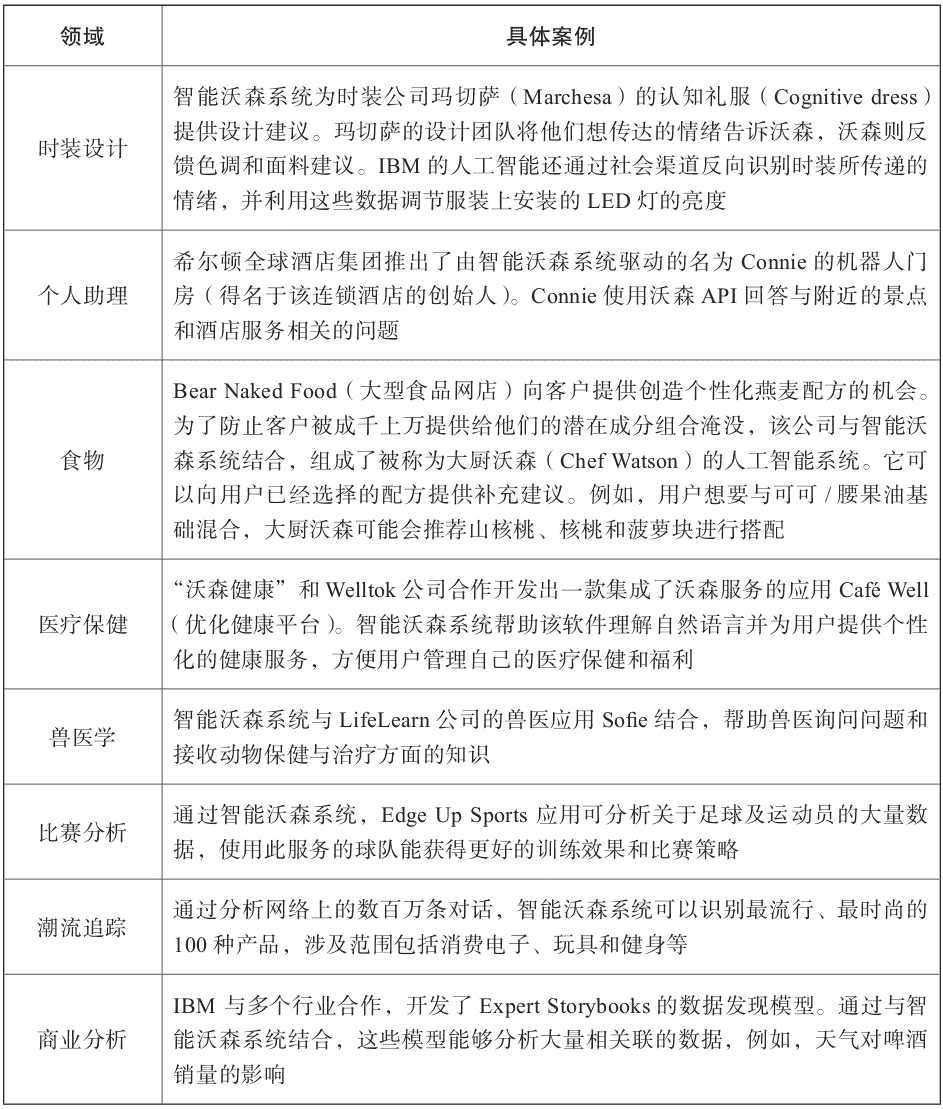 领域
具体案例
时装设计
智能沃森系统为时装公司玛切萨（Marchesa）的认知礼服（Cognitive dress）
提供设计建议。玛切萨的设计团队将他们想传达的情绪告诉沃森，沃森则反
馈色调和面料建议。IBM 的人工智能还通过社会渠道反向识别时装所传递的
情绪，并利用这些数据调节服装上安装的 LED 灯的亮度
个人助理
希尔顿全球酒店集团推出了由智能沃森系统驱动的名为 Connie 的机器人门
房（得名于该连锁酒店的创始人）。Connie 使用沃森 API 回答与附近的景点
和酒店服务相关的问题
食物
Bear Naked Food（大型食品网店）向客户提供创造个性化燕麦配方的机会。
为了防止客户被成千上万提供给他们的潜在成分组合淹没，该公司与智能沃
森系统结合，组成了被称为大厨沃森（Chef Watson）的人工智能系统。它可
以向用户已经选择的配方提供补充建议。例如，用户想要与可可 / 腰果油基
础混合，大厨沃森可能会推荐山核桃、核桃和菠萝块进行搭配
医疗保健
“沃森健康”和 Welltok 公司合作开发出一款集成了沃森服务的应用 Café Well
（优化健康平台）。智能沃森系统帮助该软件理解自然语言并为用户提供个性
化的健康服务，方便用户管理自己的医疗保健和福利
兽医学
智能沃森系统与 LifeLearn 公司的兽医应用 Sofie 结合，帮助兽医询问问题和
接收动物保健与治疗方面的知识
比赛分析
通过智能沃森系统，Edge Up Sports 应用可分析关于足球及运动员的大量数
据，使用此服务的球队能获得更好的训练效果和比赛策略
潮流追踪
通过分析网络上的数百万条对话，智能沃森系统可以识别最流行、最时尚的
100 种产品，涉及范围包括消费电子、玩具和健身等
商业分析
IBM 与多个行业合作，开发了 Expert Storybooks 的数据发现模型。通过与智
能沃森系统结合，这些模型能够分析大量相关联的数据，例如，天气对啤酒
销量的影响